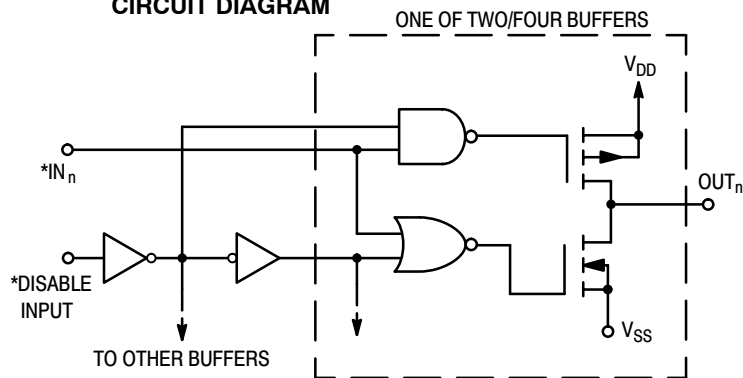 CIRCUIT DIAGRAM
ONE OF TWO/FOUR BUFFERS
VDD
*INn
OUTn
*DISABLE
INPUT
VSS
TO OTHER BUFFERS